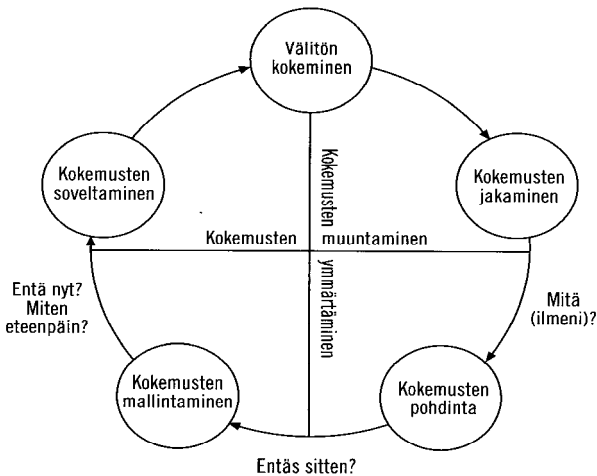 Välitön
kokeminen
Kokemusten
soveltaminen
Kokemusten
jakaminen
Kokemusten
ymmärtäminen
Kokemusten muuntaminen
Entä nyt?
Miten
eteenpäin?
Mitä
(ilmeni)?
Kokemusten
mallintaminen
Kokemusten
pohdinta
Entäs sitten?